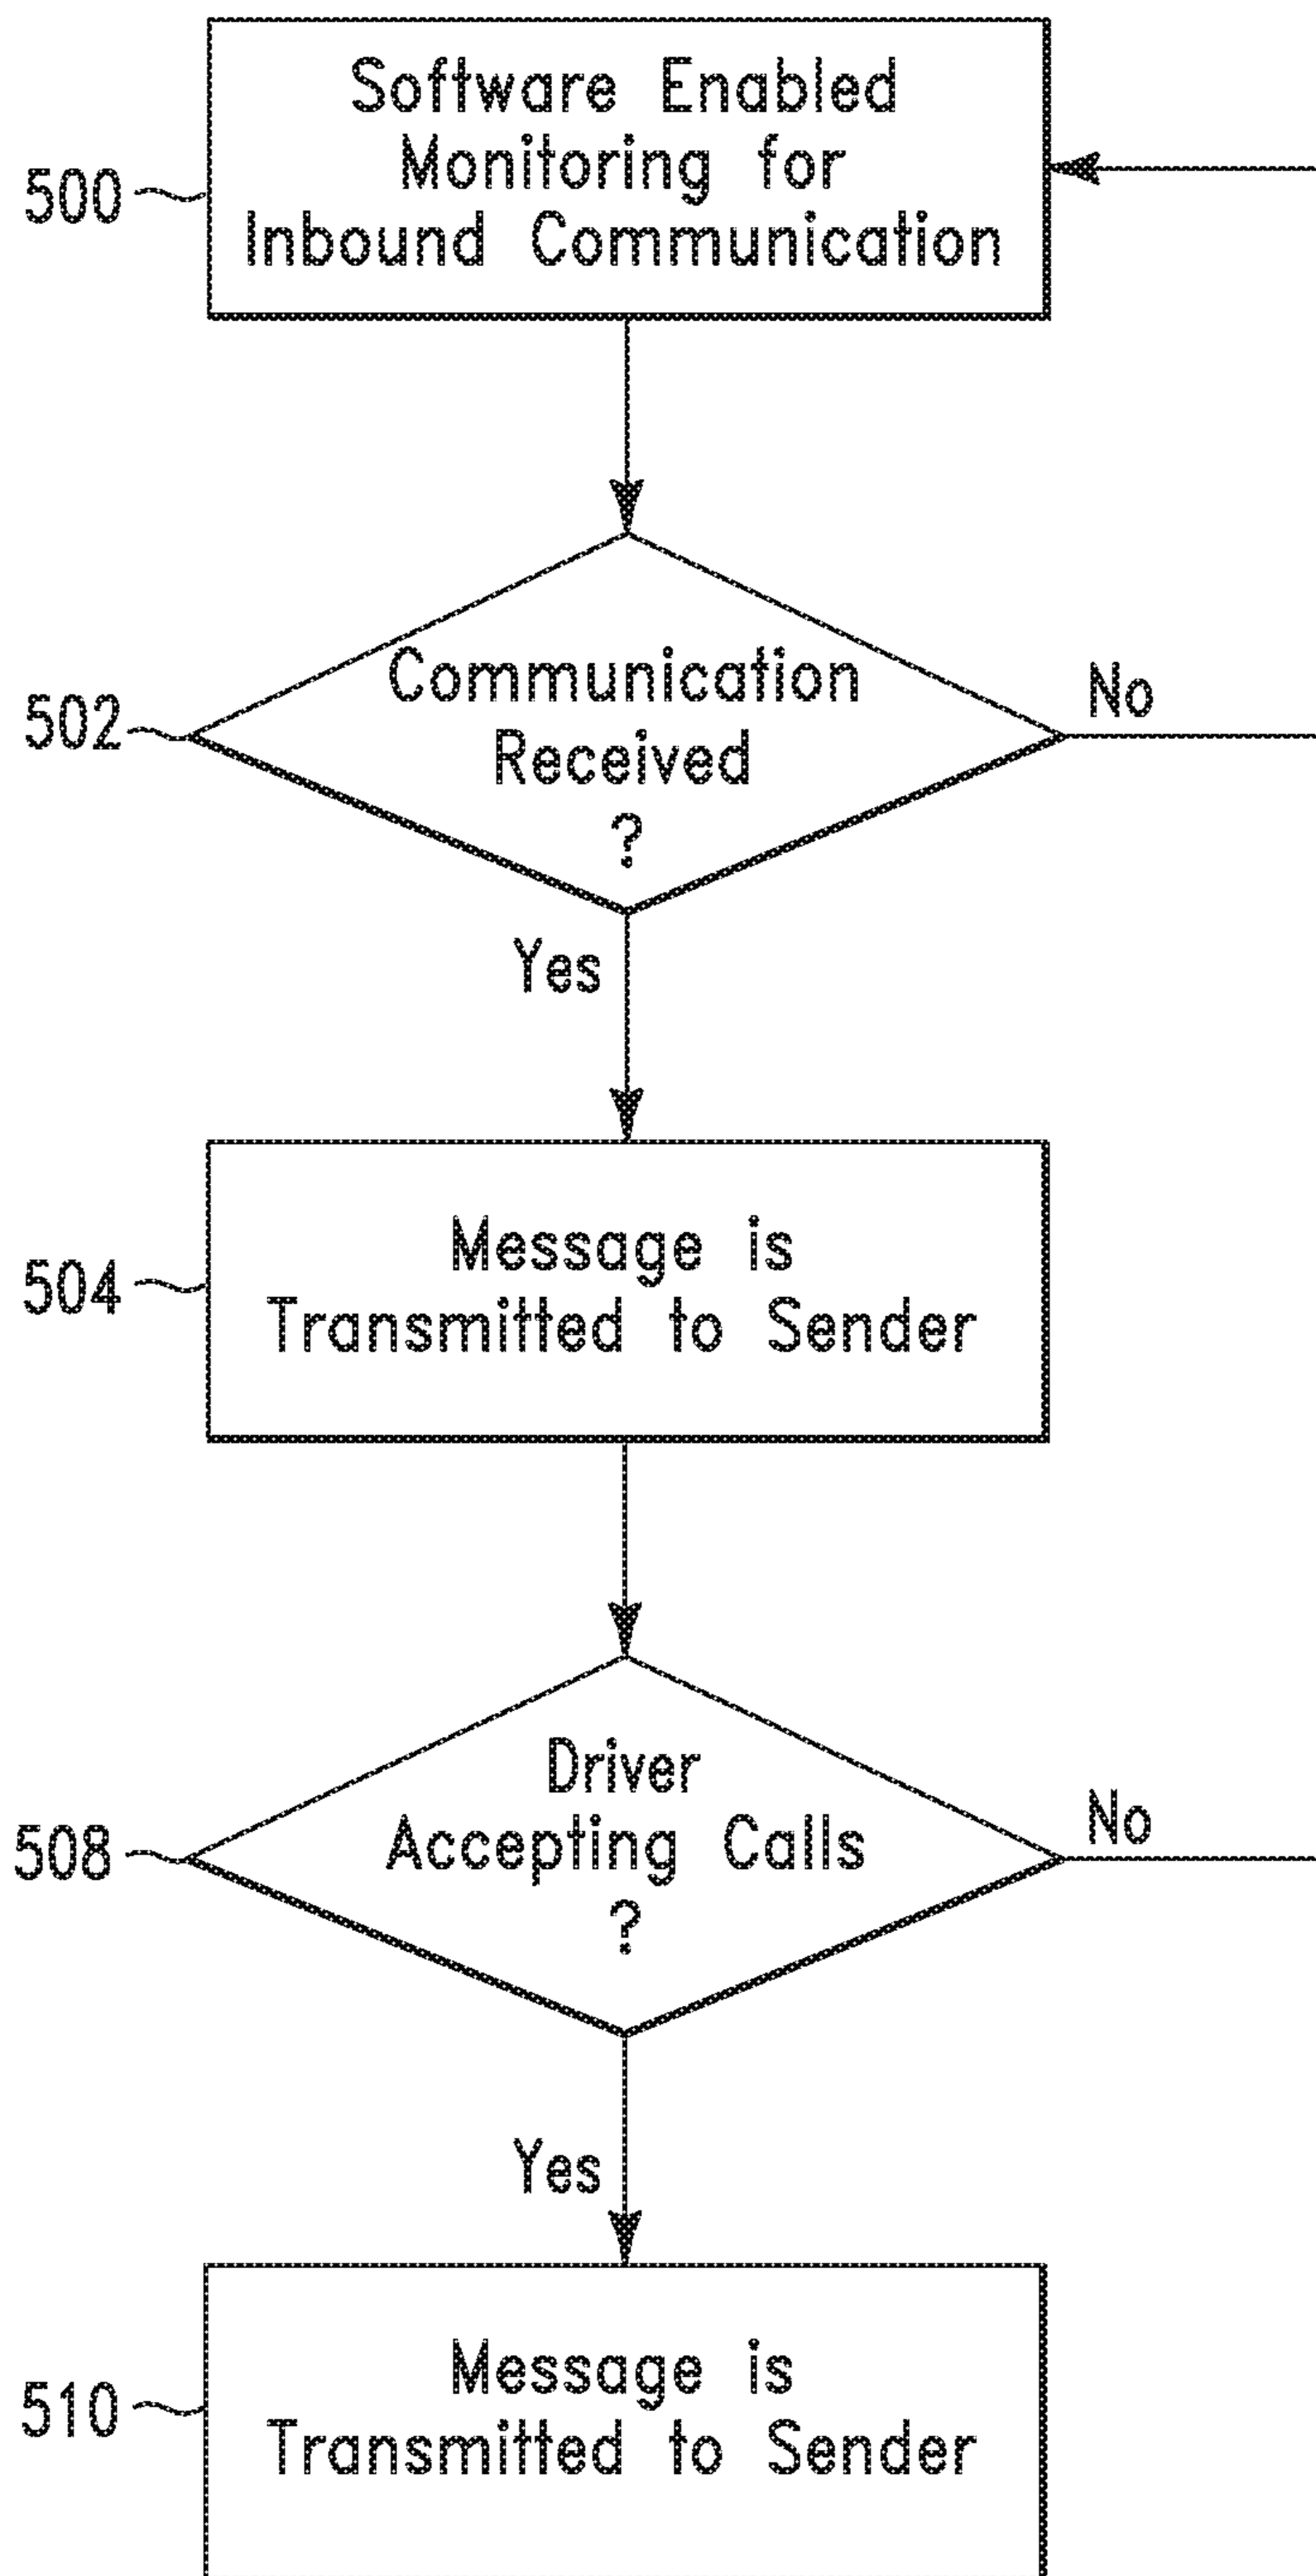 Software Enabled
Monitoring for
Inbound Communication
500
Communication
Received
?
502
No
Yes
Message is
Transmitted to Sender
504
Driver
Accepting Calls
?
508
No
Yes
Message is
Transmitted to Sender
510